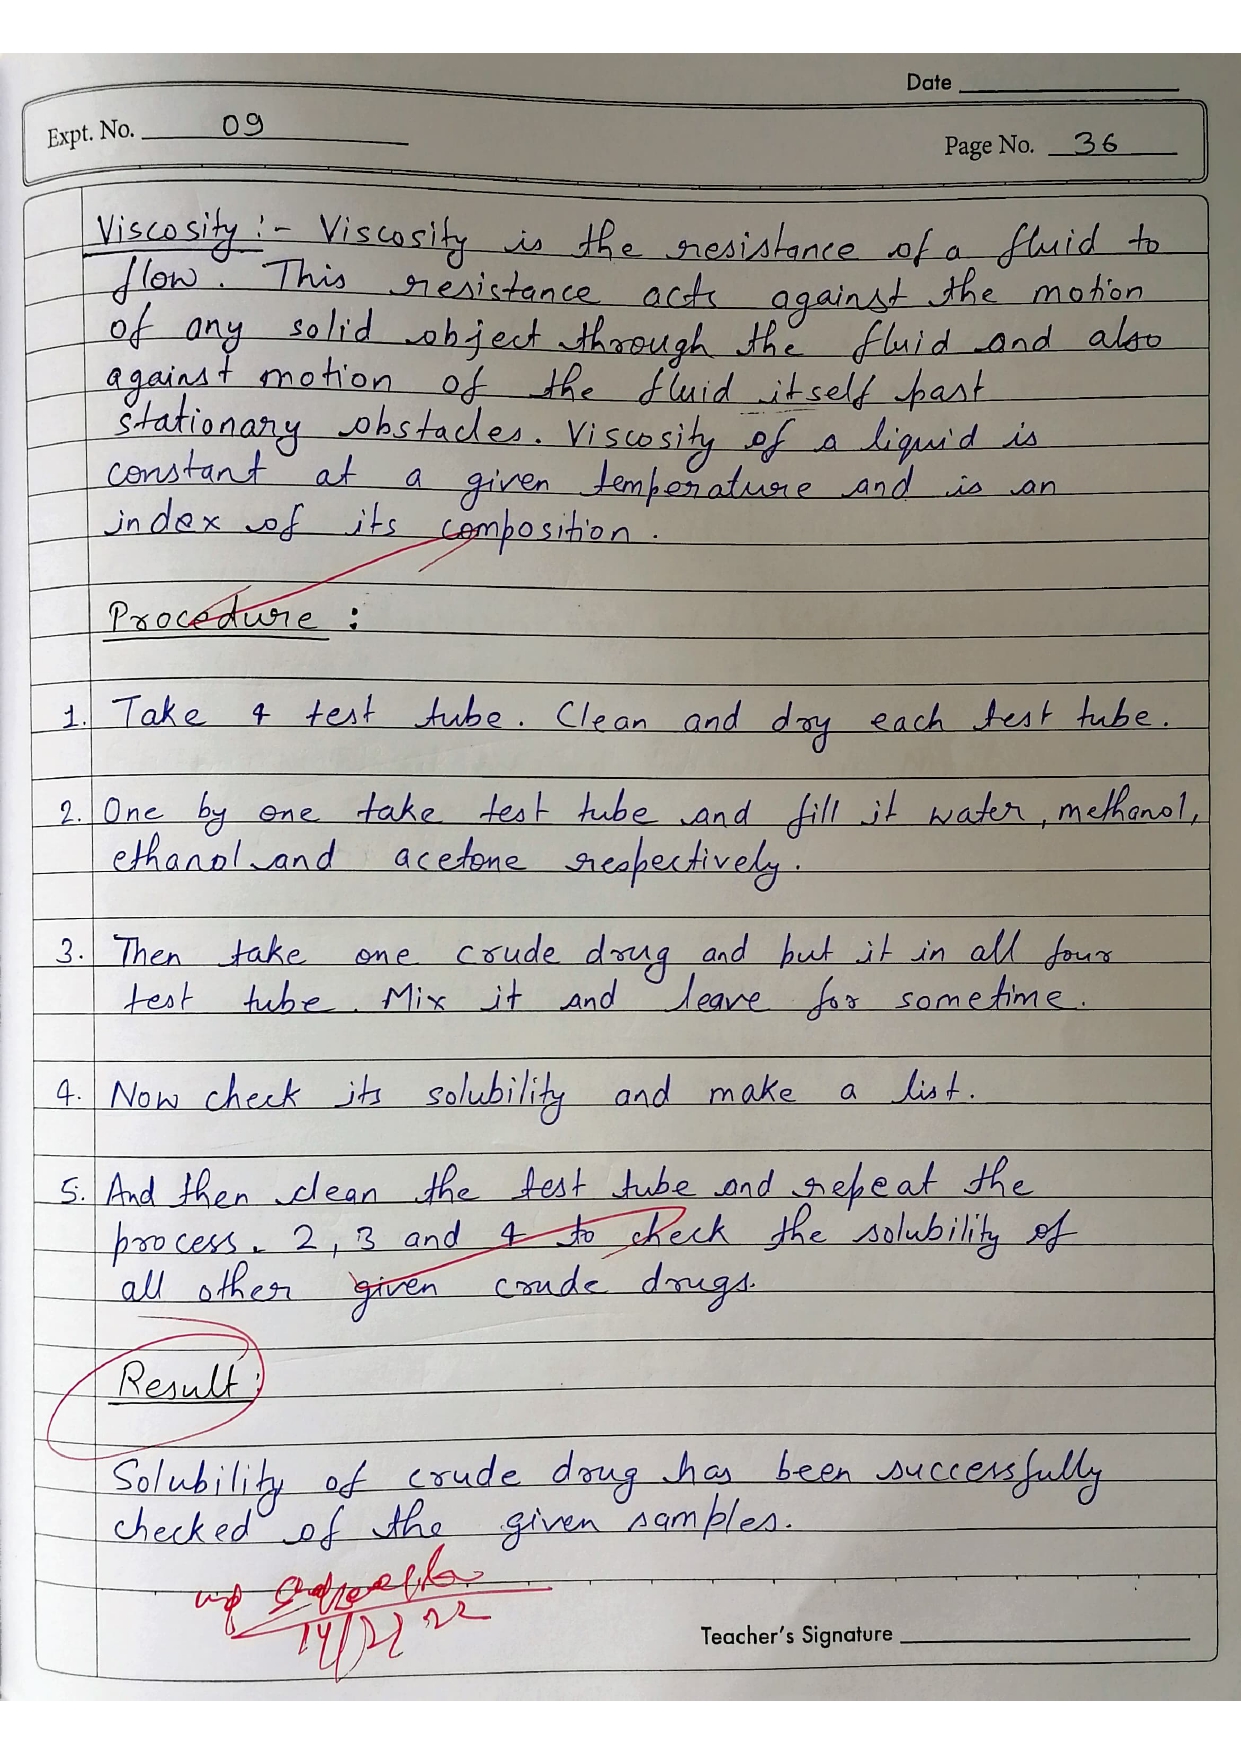 Date
Expt. No. 09
Page No. 36
Viscosity :- Viscosity is the resistance of a fluid to
flow. This resistance acts against the motion
of any solid object through the fluid and also
against motion of the fluid itself past
stationary obstacles. Viscosity of a liquid is
constant at a given temperature and is an
index of its composition.
Procedure :
1. Take 4 test tube. Clean and dry each test tube.
2. One by one take test tube and fill it water, methanol,
ethanol and acetone respectively.
3. Then take one crude drug and but it in all four
test tube. Mix it and leave for sometime.
4. Now check its solubility and make a list.
5. And then clean the test tube and repeat the
process. 2, 3 and 4 to check the solubility of
all other given crude drugs.
Result :
Solubility of crude drug has been successfully
checked of the given samples.
Teacher's Signature